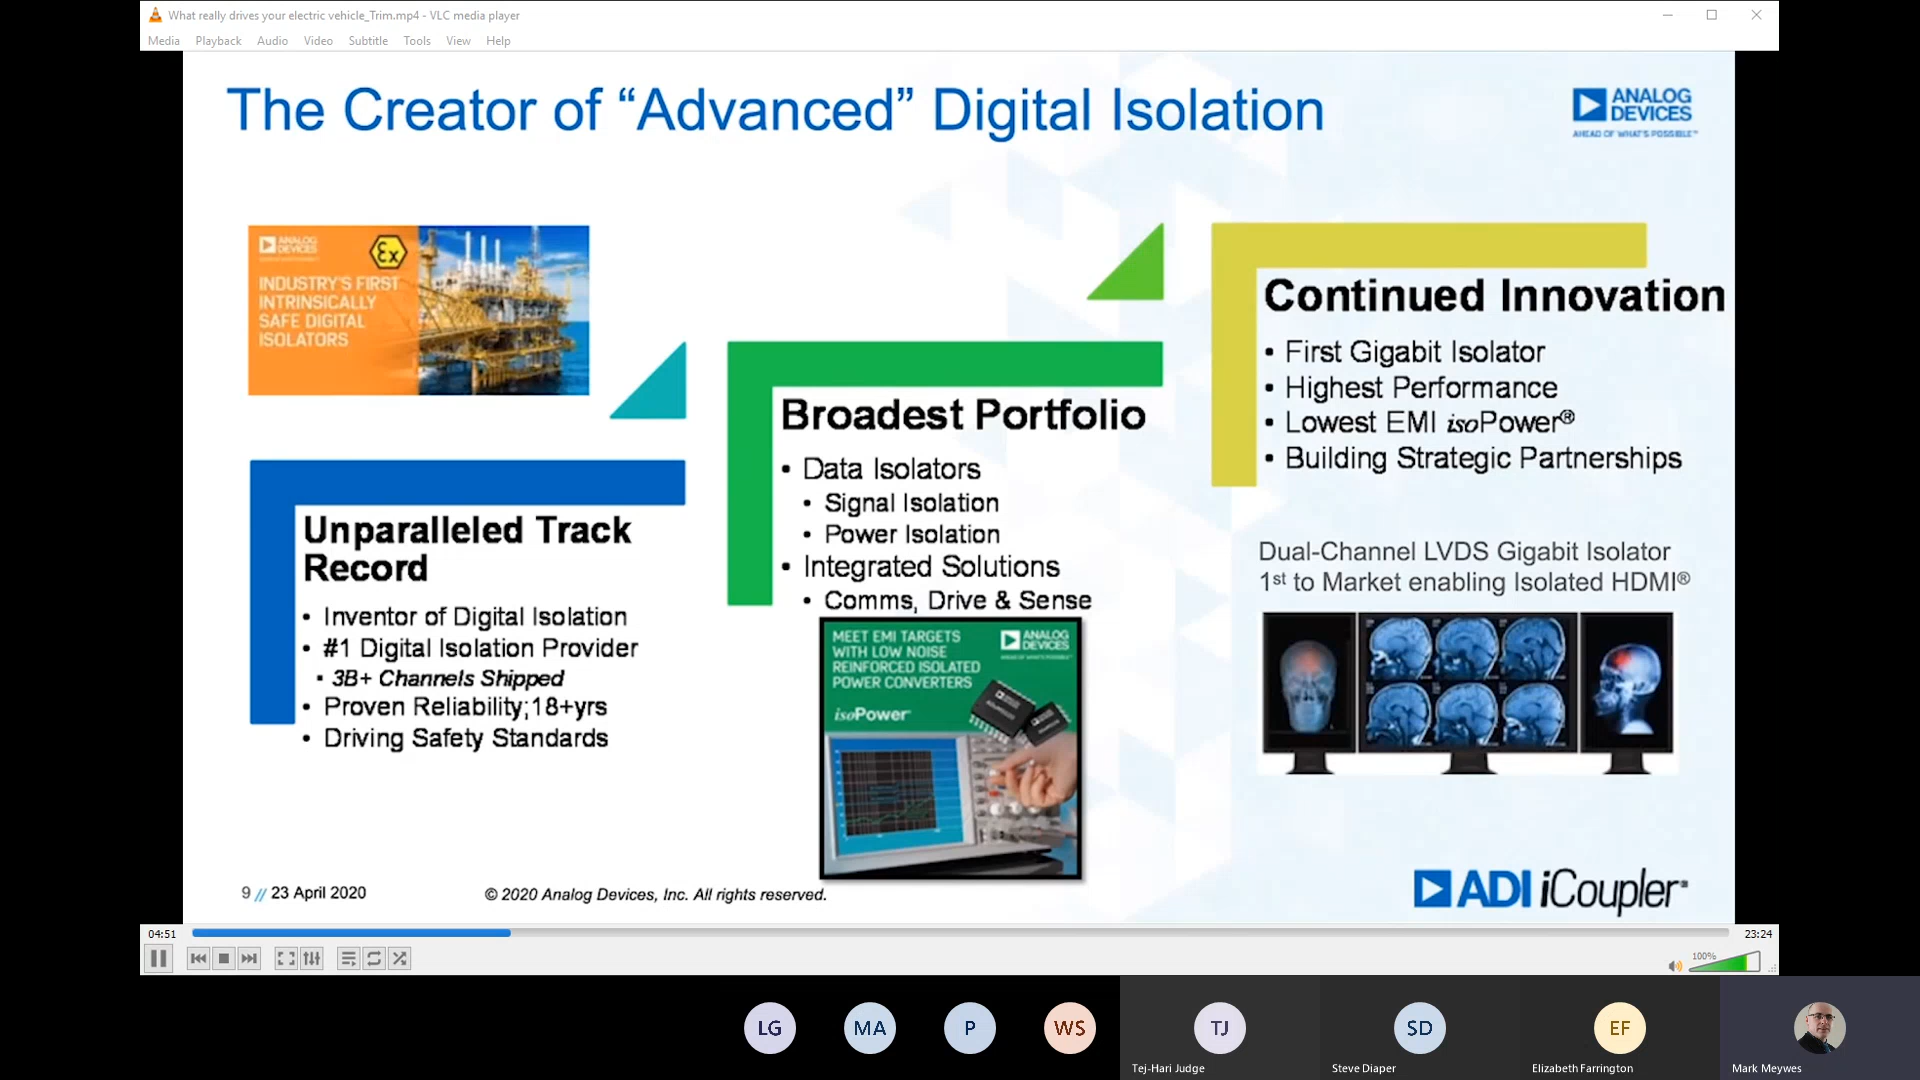 What really drives your electric vehicle_Trim.mp4 - VLC media player
Media Playback Audio Video Subtitle Tools View Help
The Creator of “Advanced” Digital Isolation
ANALOG
DEVICES
AHEAD OF WHAT'S POSSIBLE™
ANALOG
DEVICES
Ex
INDUSTRY'S FIRST
INTRINSICALLY
SAFE DIGITAL
ISOLATORS
Unparalleled Track
Record
• Inventor of Digital Isolation
• #1 Digital Isolation Provider
▪ 3B+ Channels Shipped
• Proven Reliability;18+yrs
• Driving Safety Standards
Broadest Portfolio
• Data Isolators
• Signal Isolation
• Power Isolation
• Integrated Solutions
• Comms, Drive & Sense
MEET EMI TARGETS
WITH LOW NOISE
REINFORCED ISOLATED
POWER CONVERTERS
ANALOG
DEVICES
AHEAD OF WHAT'S POSSIBLE™
isoPower®
Continued Innovation
• First Gigabit Isolator
• Highest Performance
• Lowest EMI isoPower®
• Building Strategic Partnerships
Dual-Channel LVDS Gigabit Isolator
1st to Market enabling Isolated HDMI®
9 // 23 April 2020
© 2020 Analog Devices, Inc. All rights reserved.
ADI iCoupler®
04:51
23:24
100%
LG MA P WS TJ SD EF
Tej-Hari Judge
Steve Diaper
Elizabeth Farrington
Mark Meywes